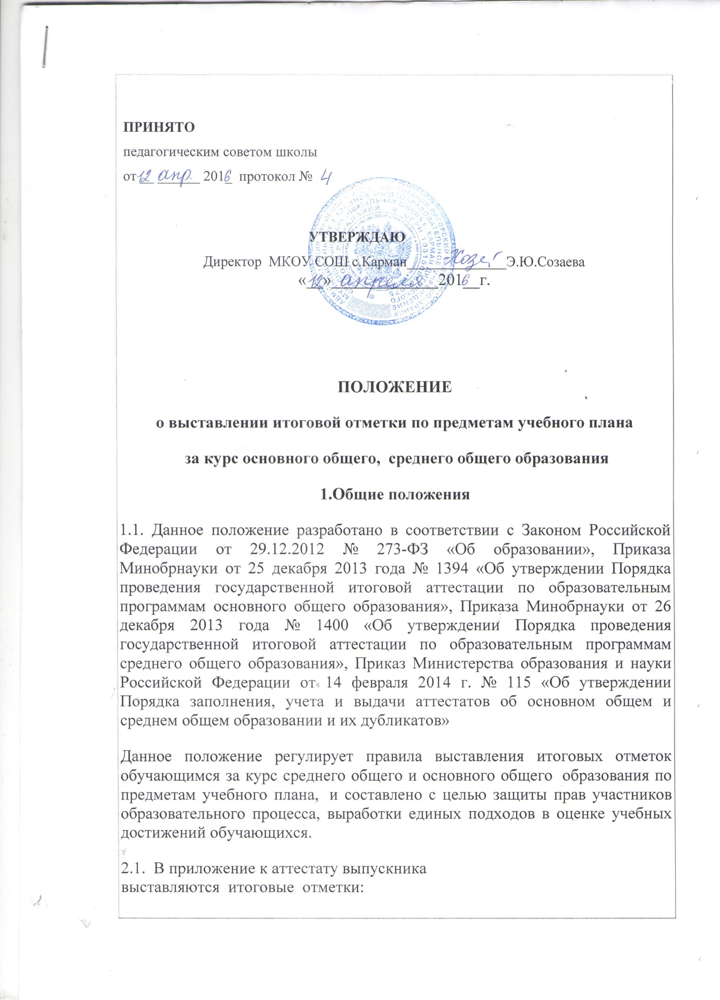 ПРИНЯТО
педагогическим советом школы
от 12 апр. 2016 протокол № 4
УТВЕРЖДАЮ
Директор МКОУ СОШ с.Карман______________Э.Ю.Созаева
«12» апреля 2016 г.
ПОЛОЖЕНИЕ
о выставлении итоговой отметки по предметам учебного плана
за курс основного общего, среднего общего образования
1.Общие положения
1.1. Данное положение разработано в соответствии с Законом Российской
Федерации от 29.12.2012 № 273-ФЗ «Об образовании», Приказа
Минобрнауки от 25 декабря 2013 года № 1394 «Об утверждении Порядка
проведения государственной итоговой аттестации по образовательным
программам основного общего образования», Приказа Минобрнауки от 26
декабря 2013 года № 1400 «Об утверждении Порядка проведения
государственной итоговой аттестации по образовательным программам
среднего общего образования», Приказ Министерства образования и науки
Российской Федерации от 14 февраля 2014 г. № 115 «Об утверждении
Порядка заполнения, учета и выдачи аттестатов об основном общем и
среднем общем образовании и их дубликатов»
Данное положение регулирует правила выставления итоговых отметок
обучающимся за курс среднего общего и основного общего образования по
предметам учебного плана, и составлено с целью защиты прав участников
образовательного процесса, выработки единых подходов в оценке учебных
достижений обучающихся.
2.1. В приложение к аттестату выпускника
выставляются итоговые отметки: